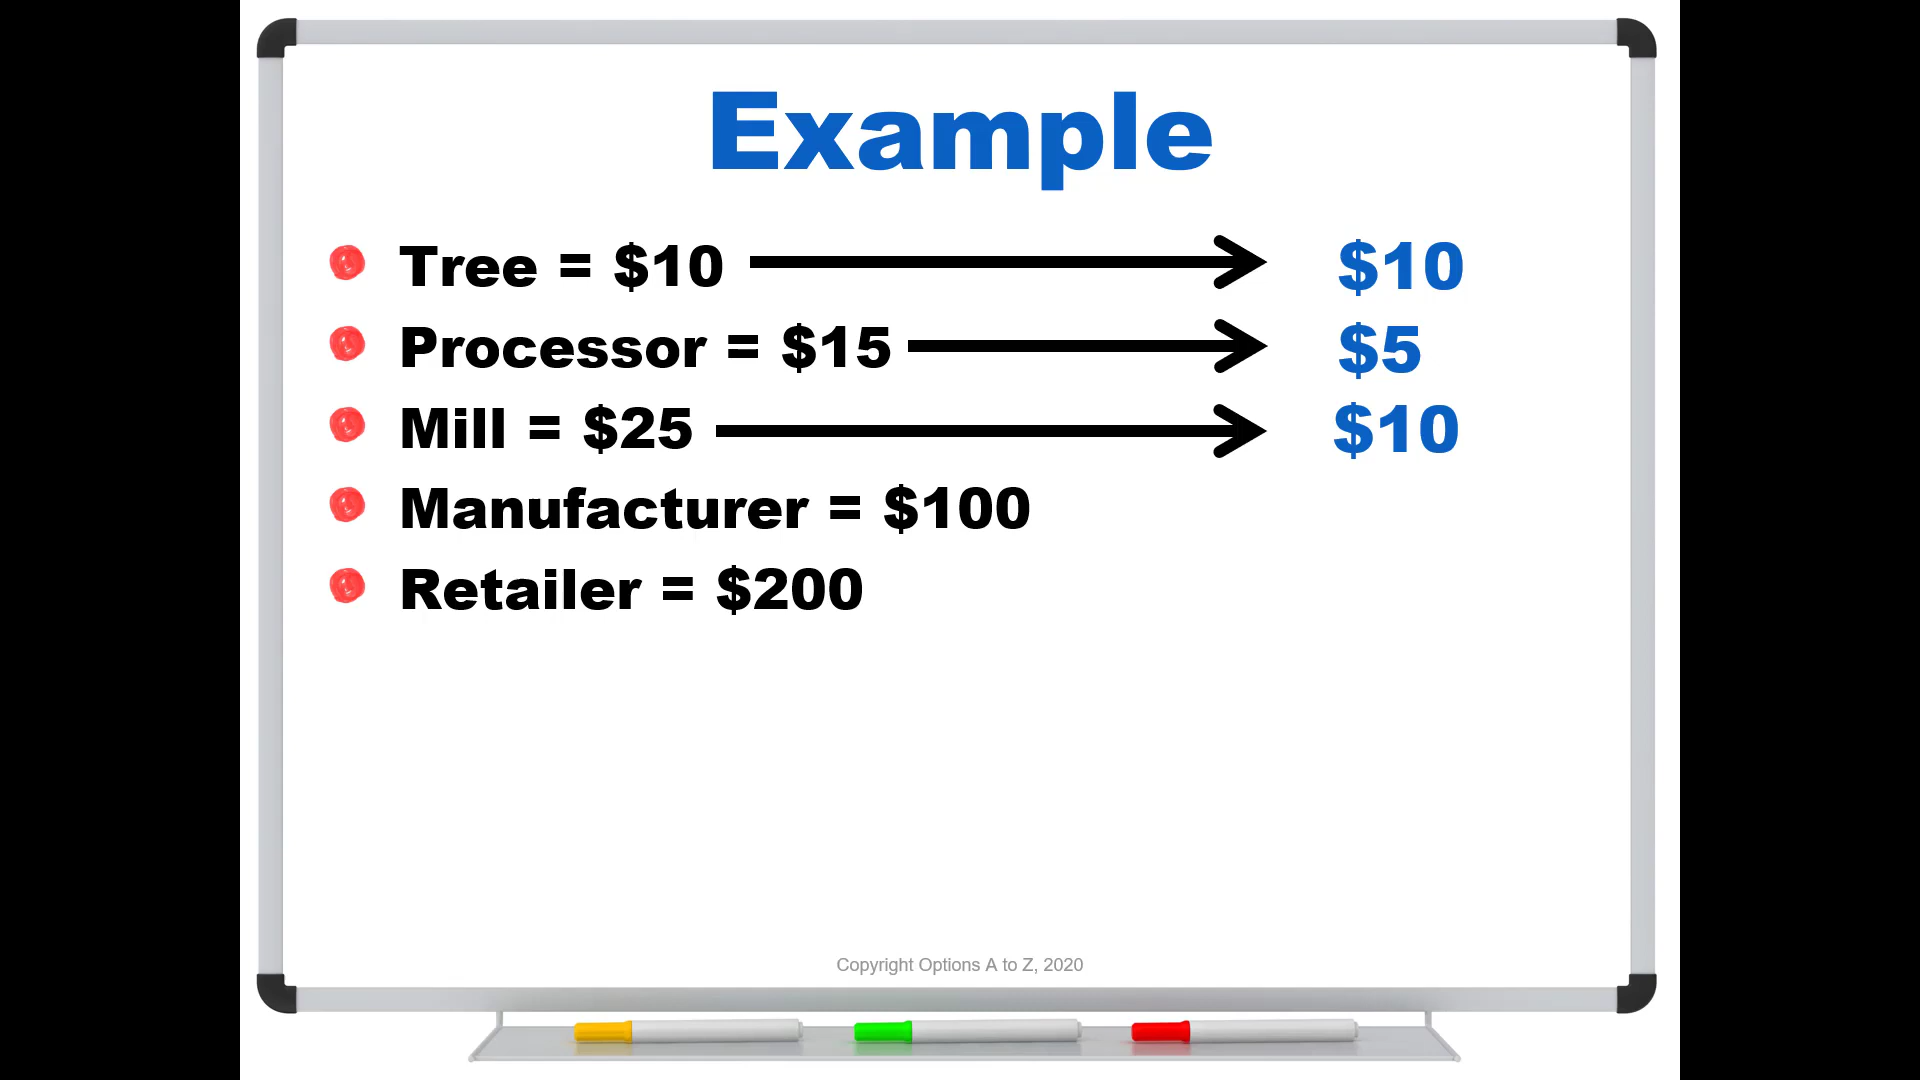 Example
Tree = $10 $10
Processor = $15 $5
Mill = $25 $10
Manufacturer = $100
Retailer = $200
Copyright Options A to Z, 2020